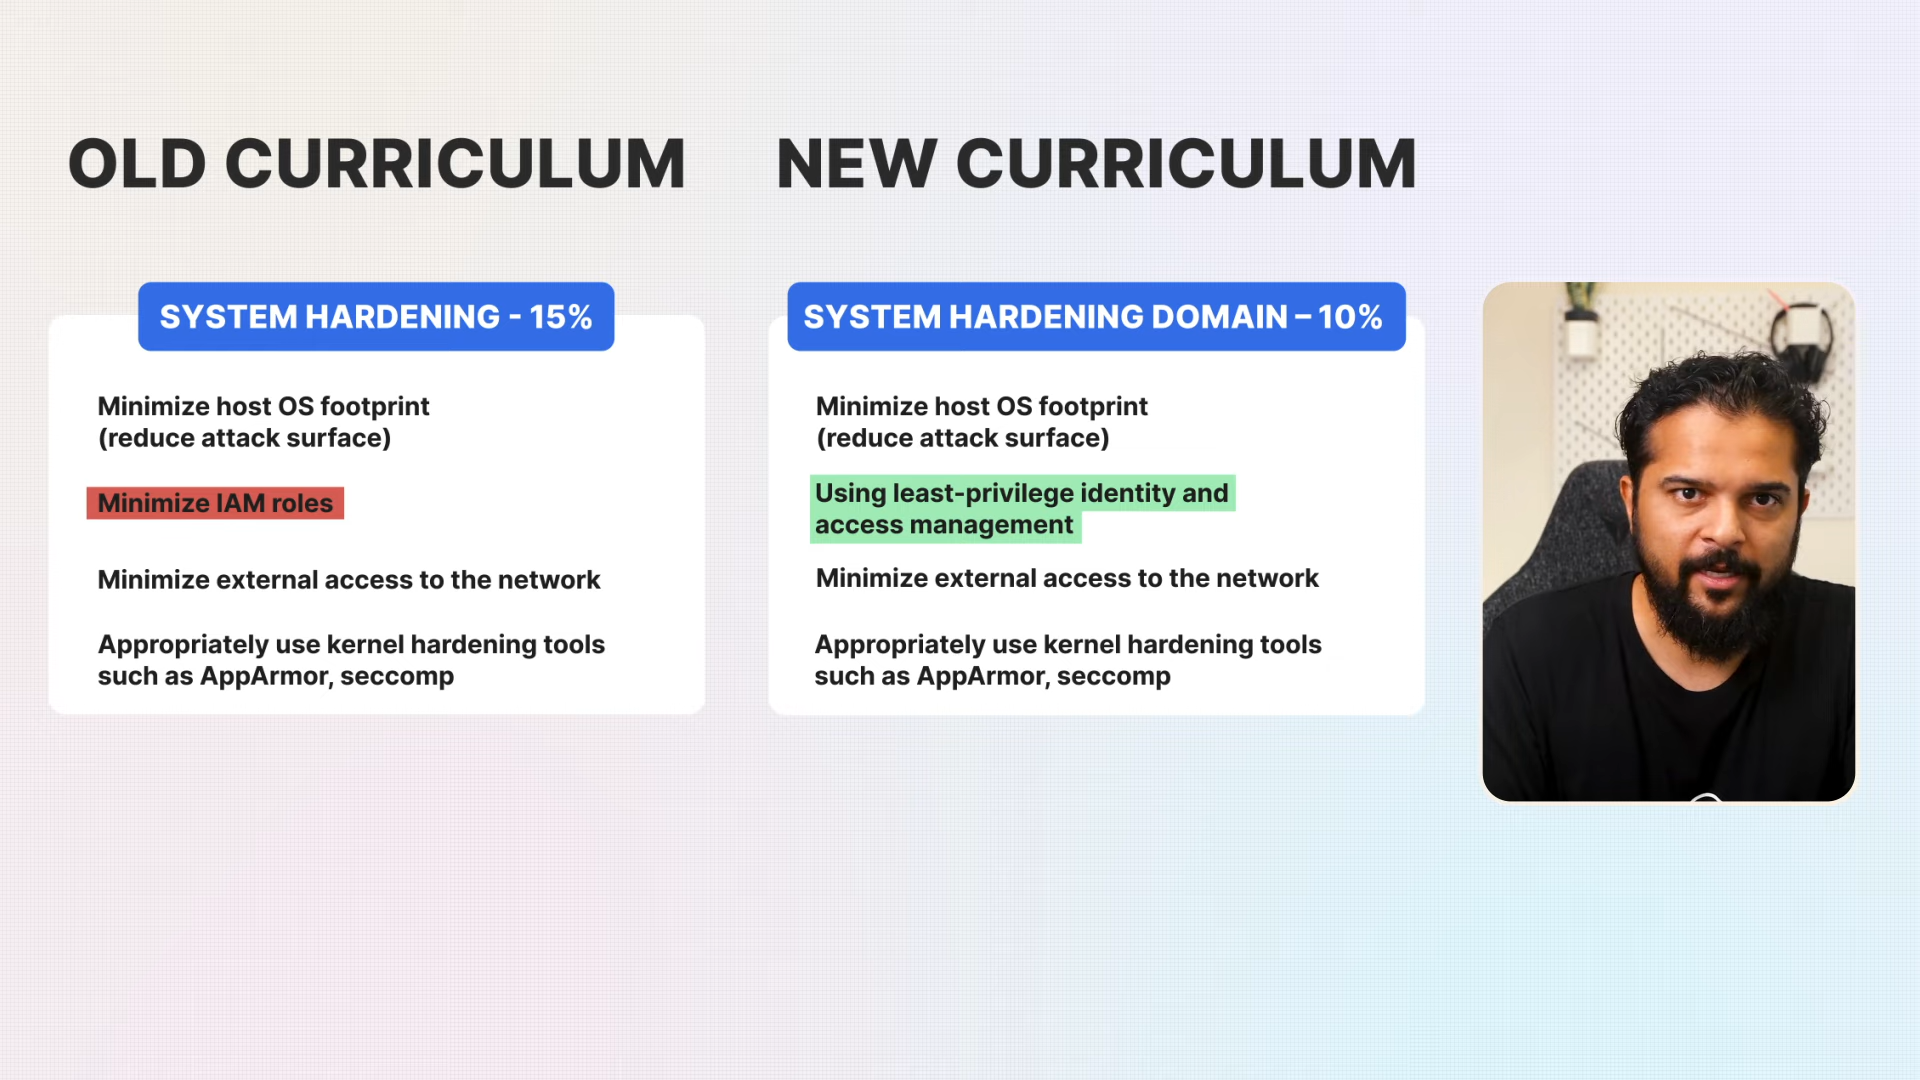 OLD CURRICULUM
SYSTEM HARDENING - 15%
Minimize host OS footprint
(reduce attack surface)
Minimize IAM roles
Minimize external access to the network
Appropriately use kernel hardening tools
such as AppArmor, seccomp
NEW CURRICULUM
SYSTEM HARDENING DOMAIN – 10%
Minimize host OS footprint
(reduce attack surface)
Using least-privilege identity and
access management
Minimize external access to the network
Appropriately use kernel hardening tools
such as AppArmor, seccomp